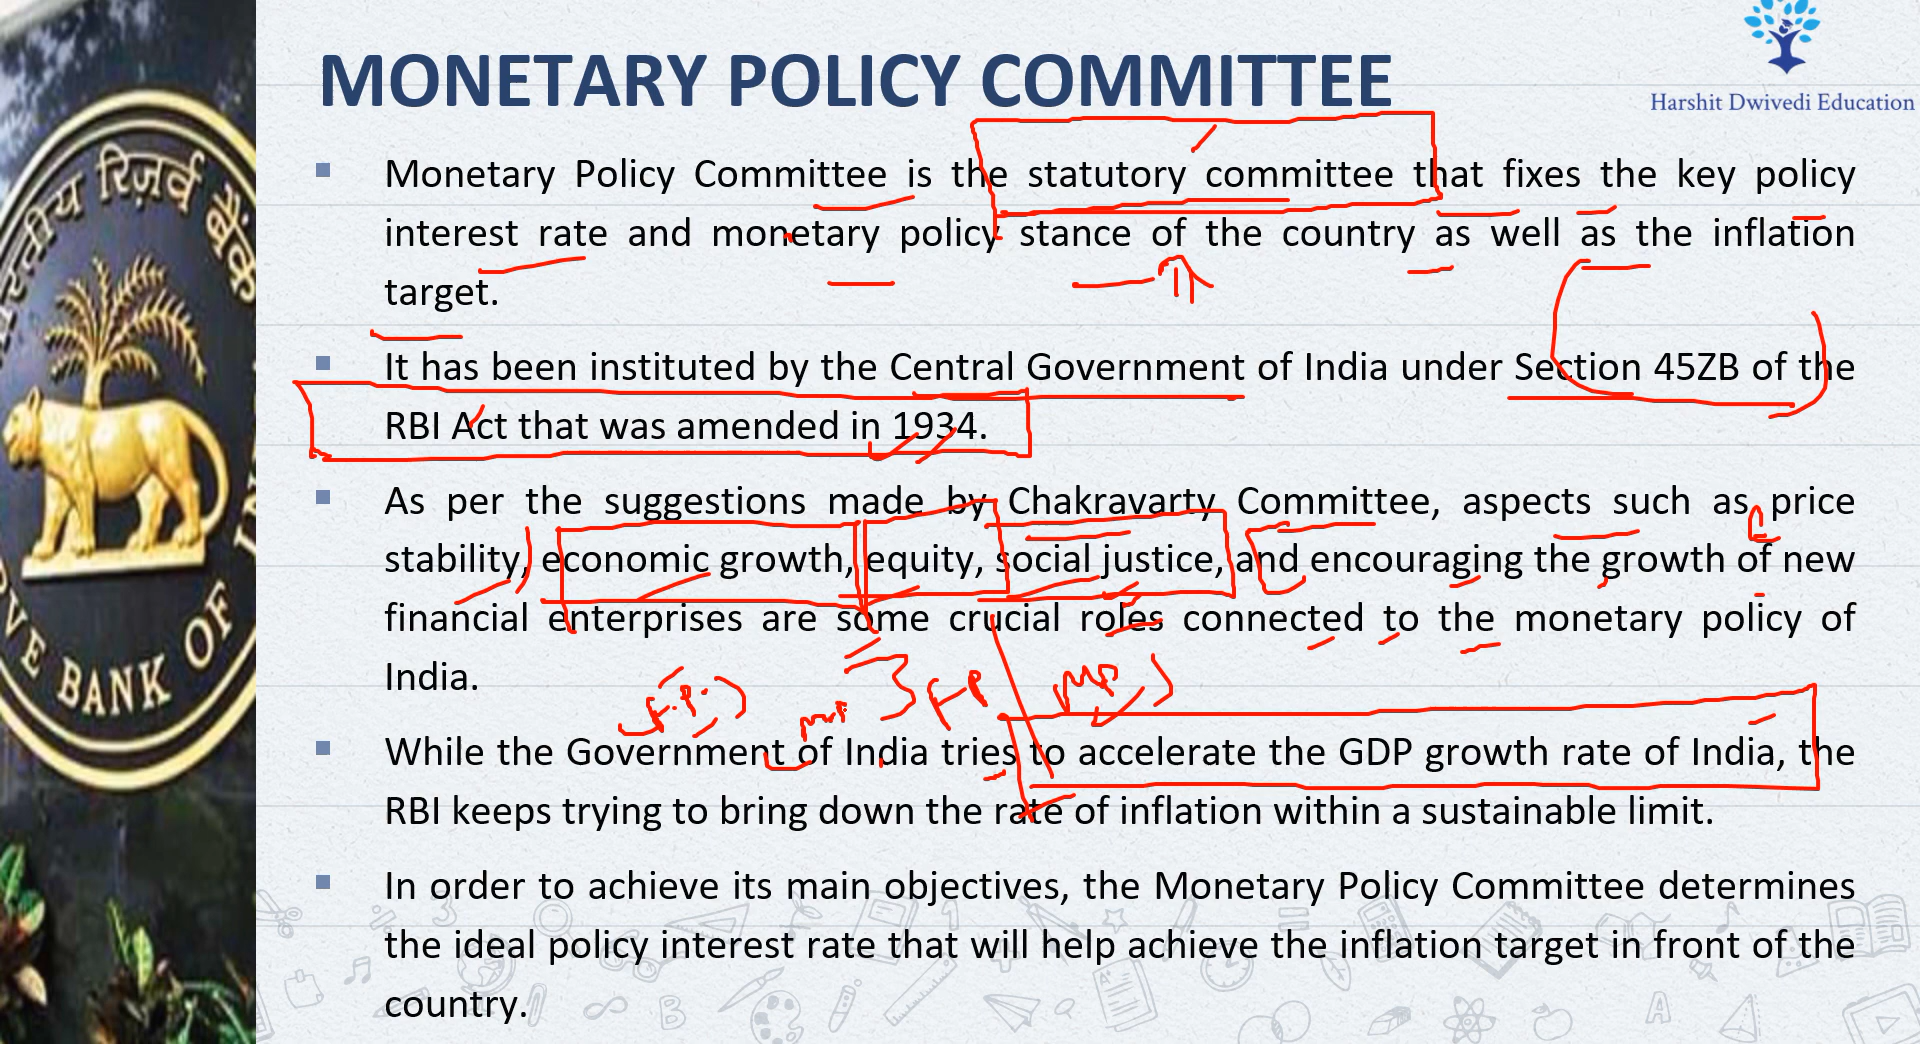 MONETARY POLICY COMMITTEE
Harshit Dwivedi Education
Monetary Policy Committee is the statutory committee that fixes the key policy
interest rate and monetary policy stance of the country as well as the inflation
target.
It has been instituted by the Central Government of India under Section 45ZB of the
RBI Act that was amended in 1934.
As per the suggestions made by Chakravarty Committee, aspects such as price
stability, economic growth, equity, social justice, and encouraging the growth of new
financial enterprises are some crucial roles connected to the monetary policy of
India.
F.P.
FP
MP
While the Government of India tries to accelerate the GDP growth rate of India, the
RBI keeps trying to bring down the rate of inflation within a sustainable limit.
In order to achieve its main objectives, the Monetary Policy Committee determines
the ideal policy interest rate that will help achieve the inflation target in front of the
country.
रिज़र्व बैंक
RVE BANK OF IN